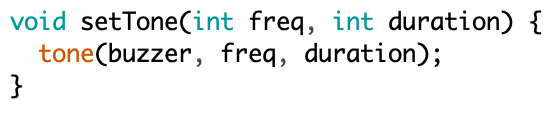 void setTone(int freq, int duration) {
  tone(buzzer, freq, duration);
}